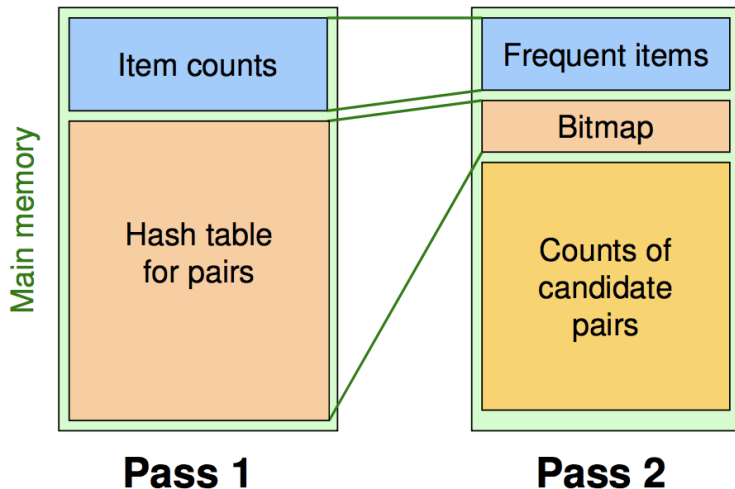 Main memory
Item counts
Hash table
for pairs
Pass 1
Frequent items
Bitmap
Counts of
candidate
pairs
Pass 2